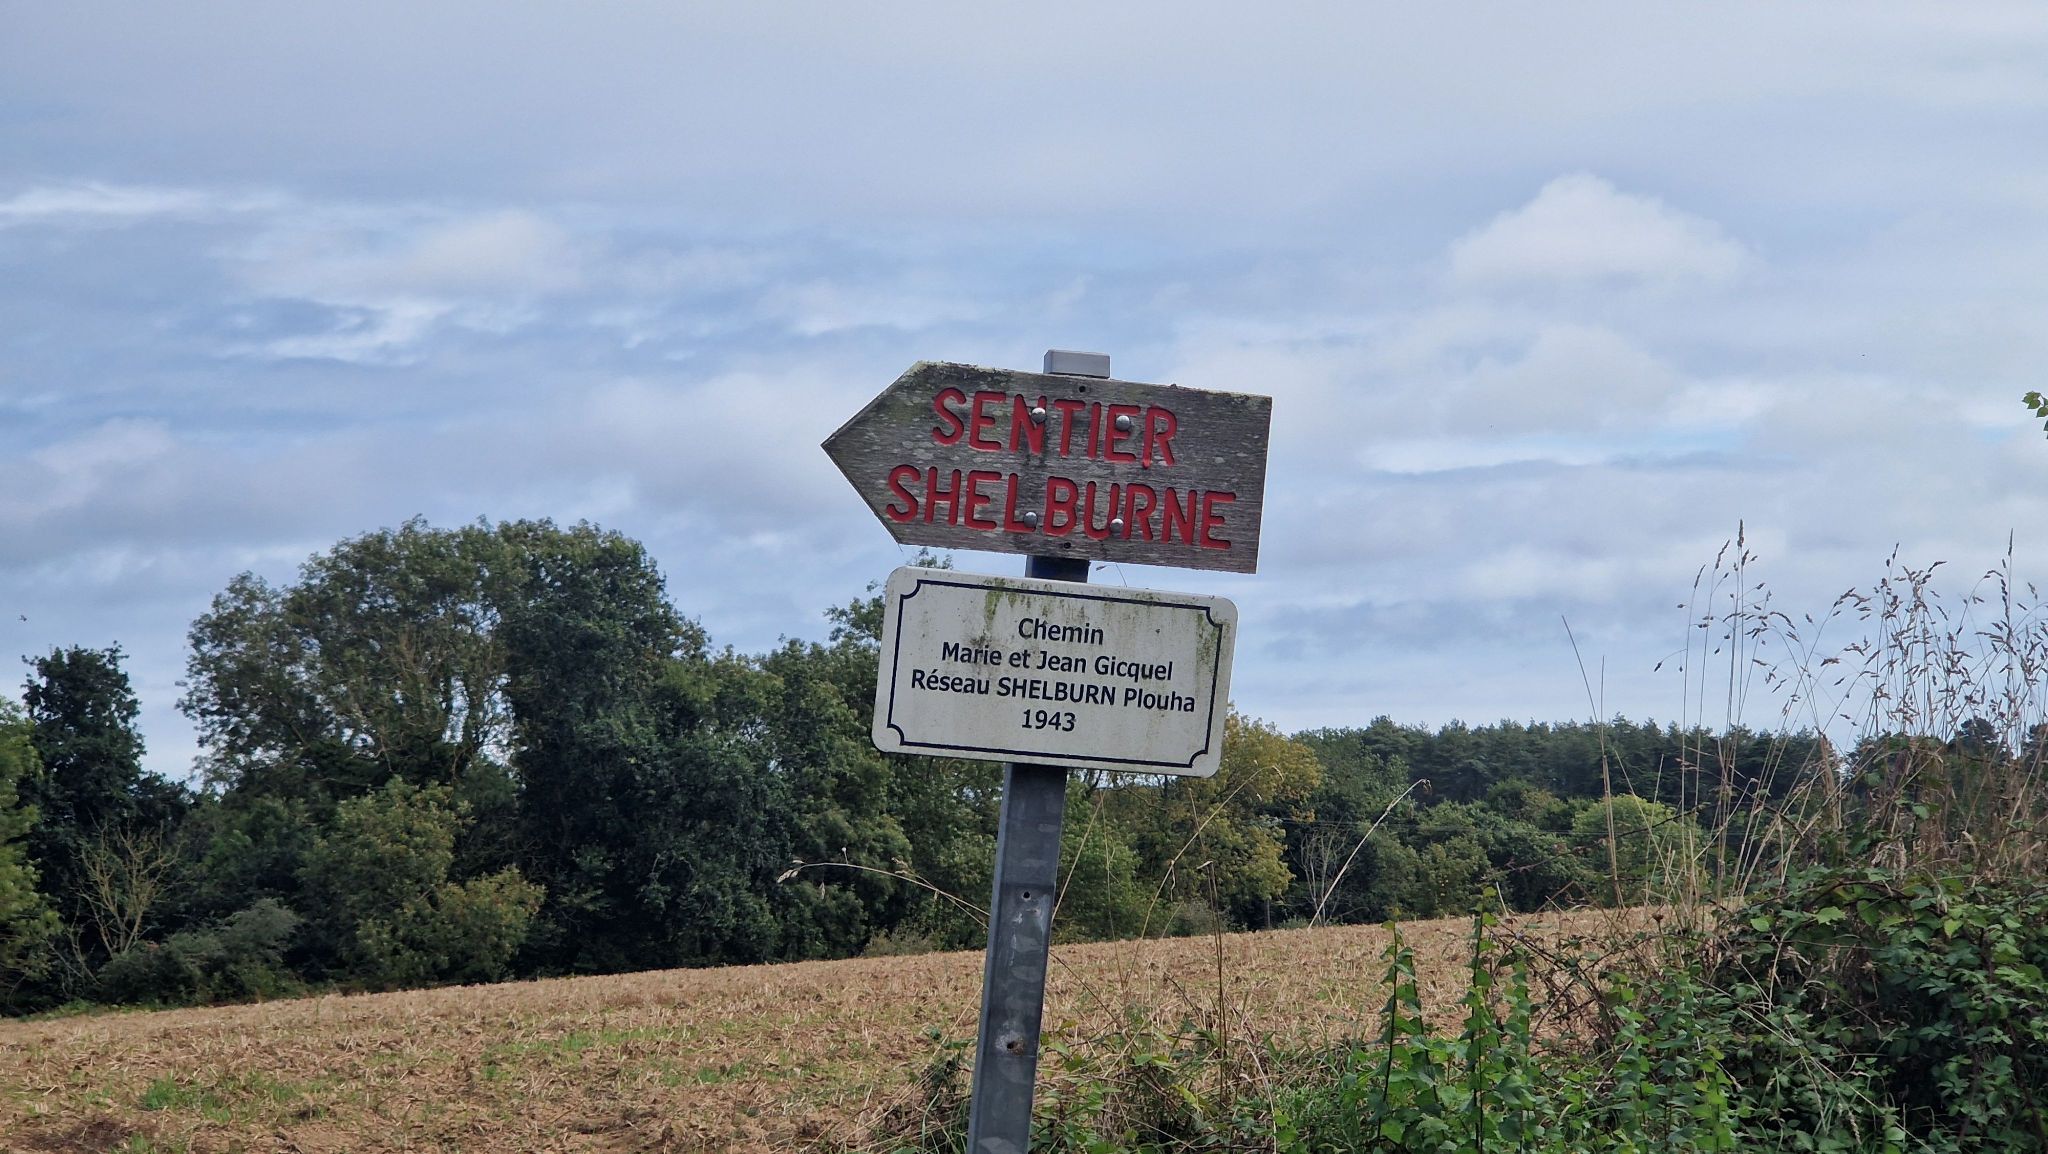 SENTIER
SHELBURNE
Chemin
Marie et Jean Gicquel
Réseau SHELBURN Plouha
1943